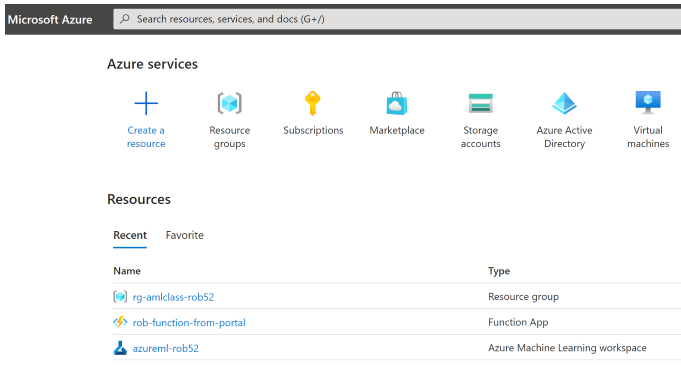 Microsoft Azure
Search resources, services, and docs (G+/)
Azure services
Create a resource
Resource groups
Subscriptions
Marketplace
Storage accounts
Azure Active Directory
Virtual machines
Resources
Recent Favorite
Name Type
rg-amlclass-rob52 Resource group
rob-function-from-portal Function App
azureml-rob52 Azure Machine Learning workspace